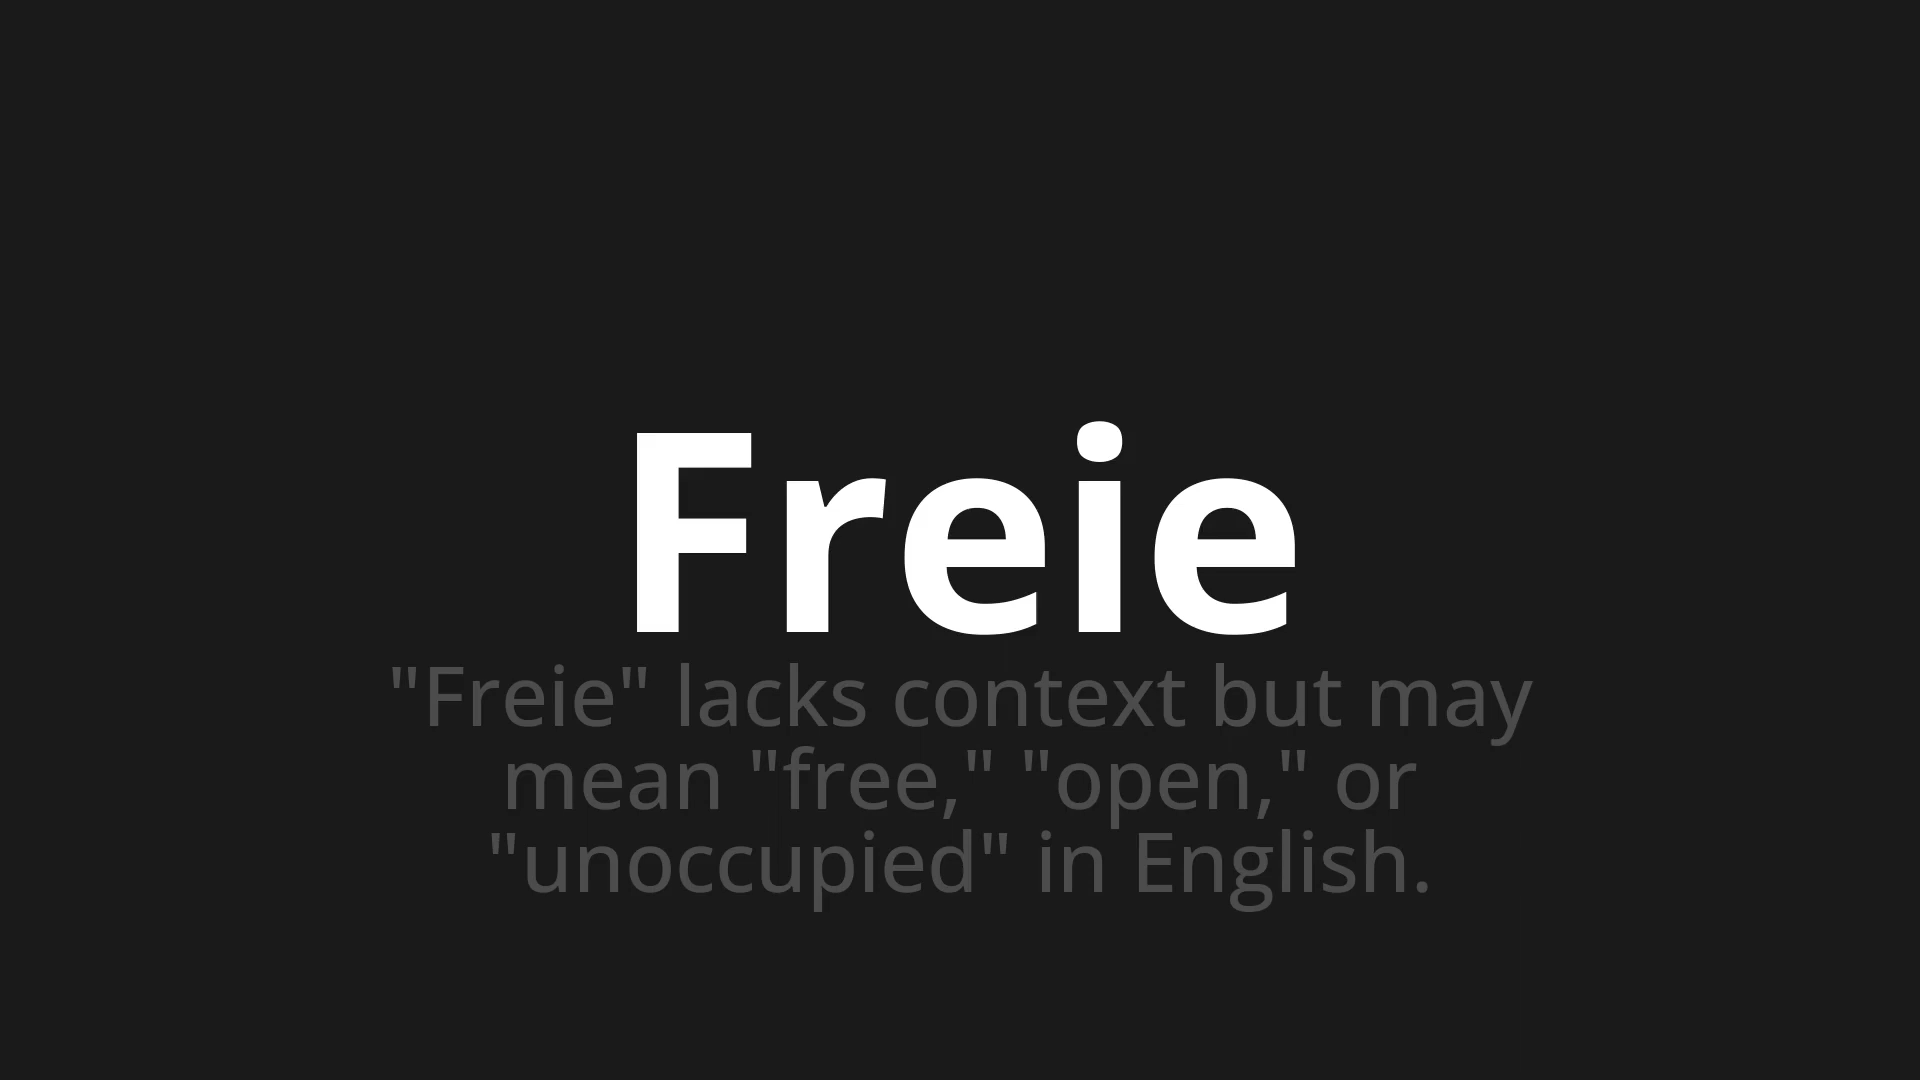 Freie
"Freie" lacks context but may
mean "free," "open," or
"unoccupied" in English.